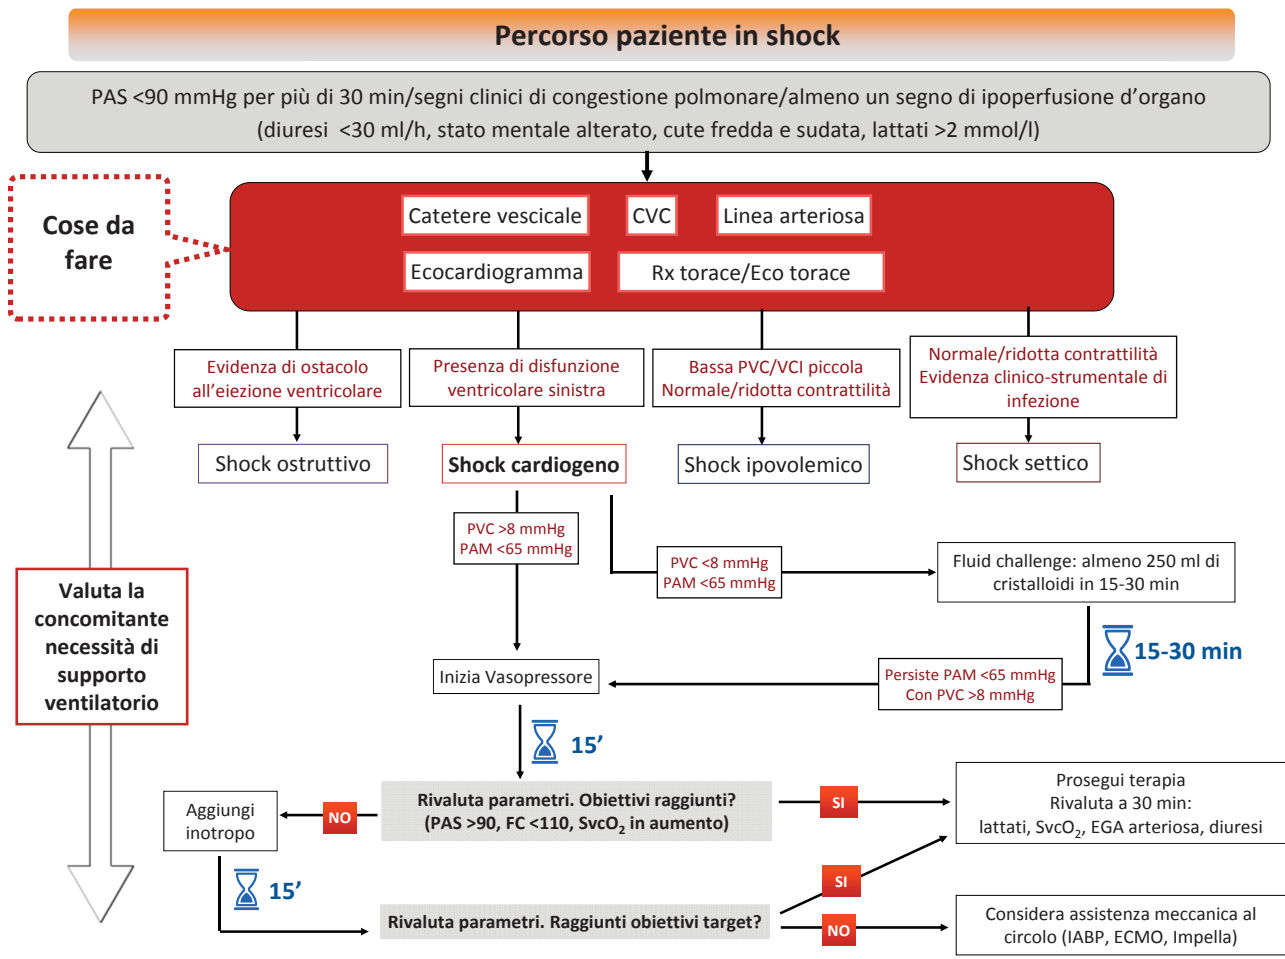 Percorso paziente in shock
PAS <90 mmHg per più di 30 min/segni clinici di congestione polmonare/almeno un segno di ipoperfusione d'organo
(diuresi <30 ml/h, stato mentale alterato, cute fredda e sudata, lattati >2 mmol/l)
Cose da
fare
Catetere vescicale
CVC
Linea arteriosa
Ecocardiogramma
Rx torace/Eco torace
Evidenza di ostacolo
all'eiezione ventricolare
Presenza di disfunzione
ventricolare sinistra
Bassa PVC/VCI piccola
Normale/ridotta contrattilità
Normale/ridotta contrattilità
Evidenza clinico-strumentale di
infezione
Shock ostruttivo
Shock cardiogeno
Shock ipovolemico
Shock settico
PVC >8 mmHg
PAM <65 mmHg
PVC <8 mmHg
PAM <65 mmHg
Fluid challenge: almeno 250 ml di
cristalloidi in 15-30 min
Valuta la
concomitante
necessità di
supporto
ventilatorio
15-30 min
Inizia Vasopressore
Persiste PAM <65 mmHg
Con PVC >8 mmHg
15'
Aggiungi
inotropo
NO
Rivaluta parametri. Obiettivi raggiunti?
(PAS >90, FC <110, SvcO₂ in aumento)
SI
Prosegui terapia
Rivaluta a 30 min:
lattati, SvcO₂, EGA arteriosa, diuresi
15'
SI
Rivaluta parametri. Raggiunti obiettivi target?
NO
Considera assistenza meccanica al
circolo (IABP, ECMO, Impella)